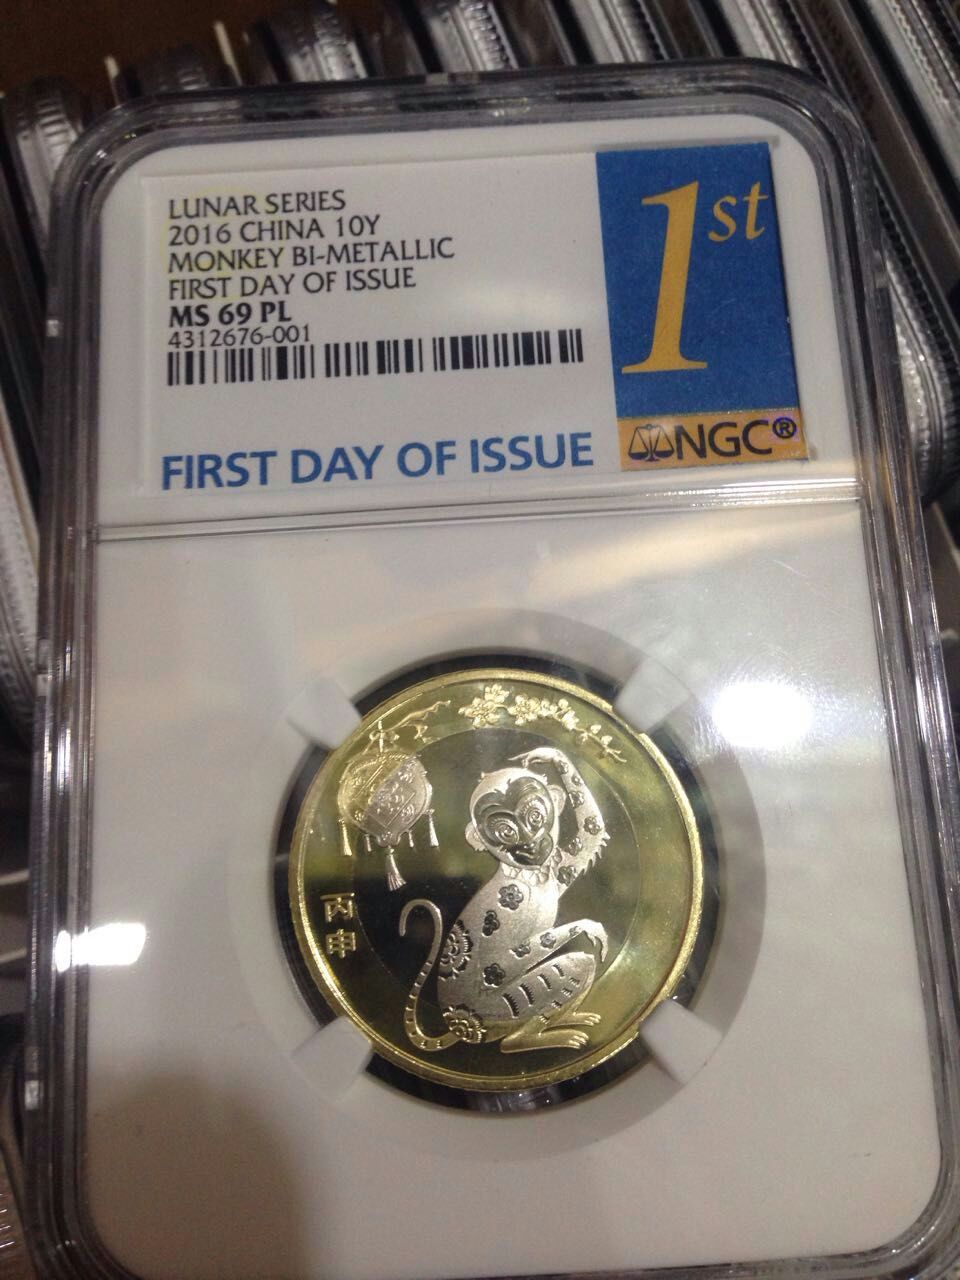 LUNAR SERIES
2016 CHINA 10Y
MONKEY BI-METALLIC
FIRST DAY OF ISSUE
MS 69 PL
4312676-001
1st
NGC®
FIRST DAY OF ISSUE
丙申